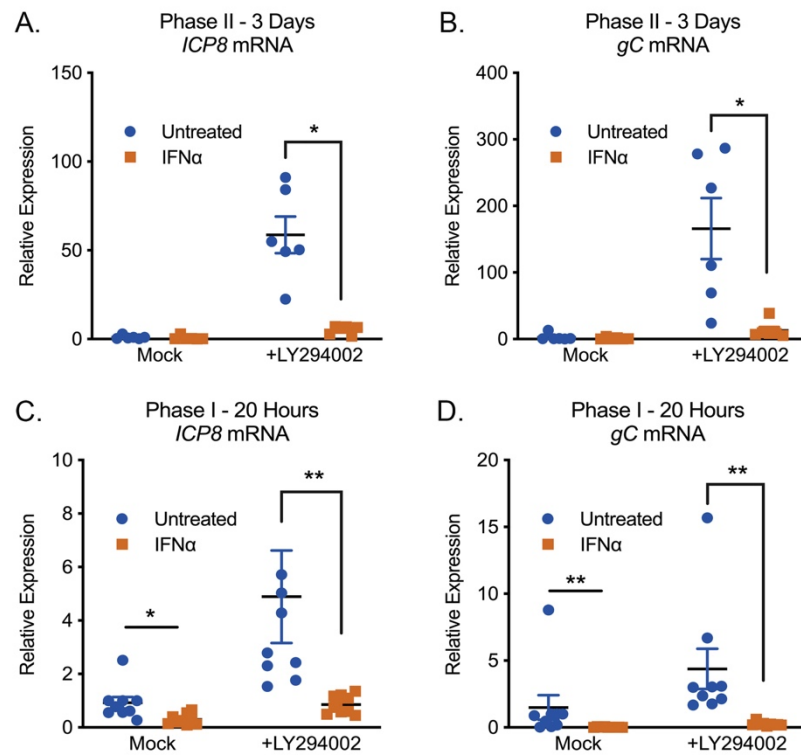 A.
Phase II - 3 Days
ICP8 mRNA
Relative Expression
150
100
50
0
Untreated
IFNα
*
Mock
+LY294002
B.
Phase II - 3 Days
gC mRNA
Relative Expression
400
300
200
100
0
Untreated
IFNα
*
Mock
+LY294002
C.
Phase I - 20 Hours
ICP8 mRNA
Relative Expression
10
8
6
4
2
0
Untreated
IFNα
*
**
Mock
+LY294002
D.
Phase I - 20 Hours
gC mRNA
Relative Expression
20
15
10
5
0
Untreated
IFNα
**
**
Mock
+LY294002